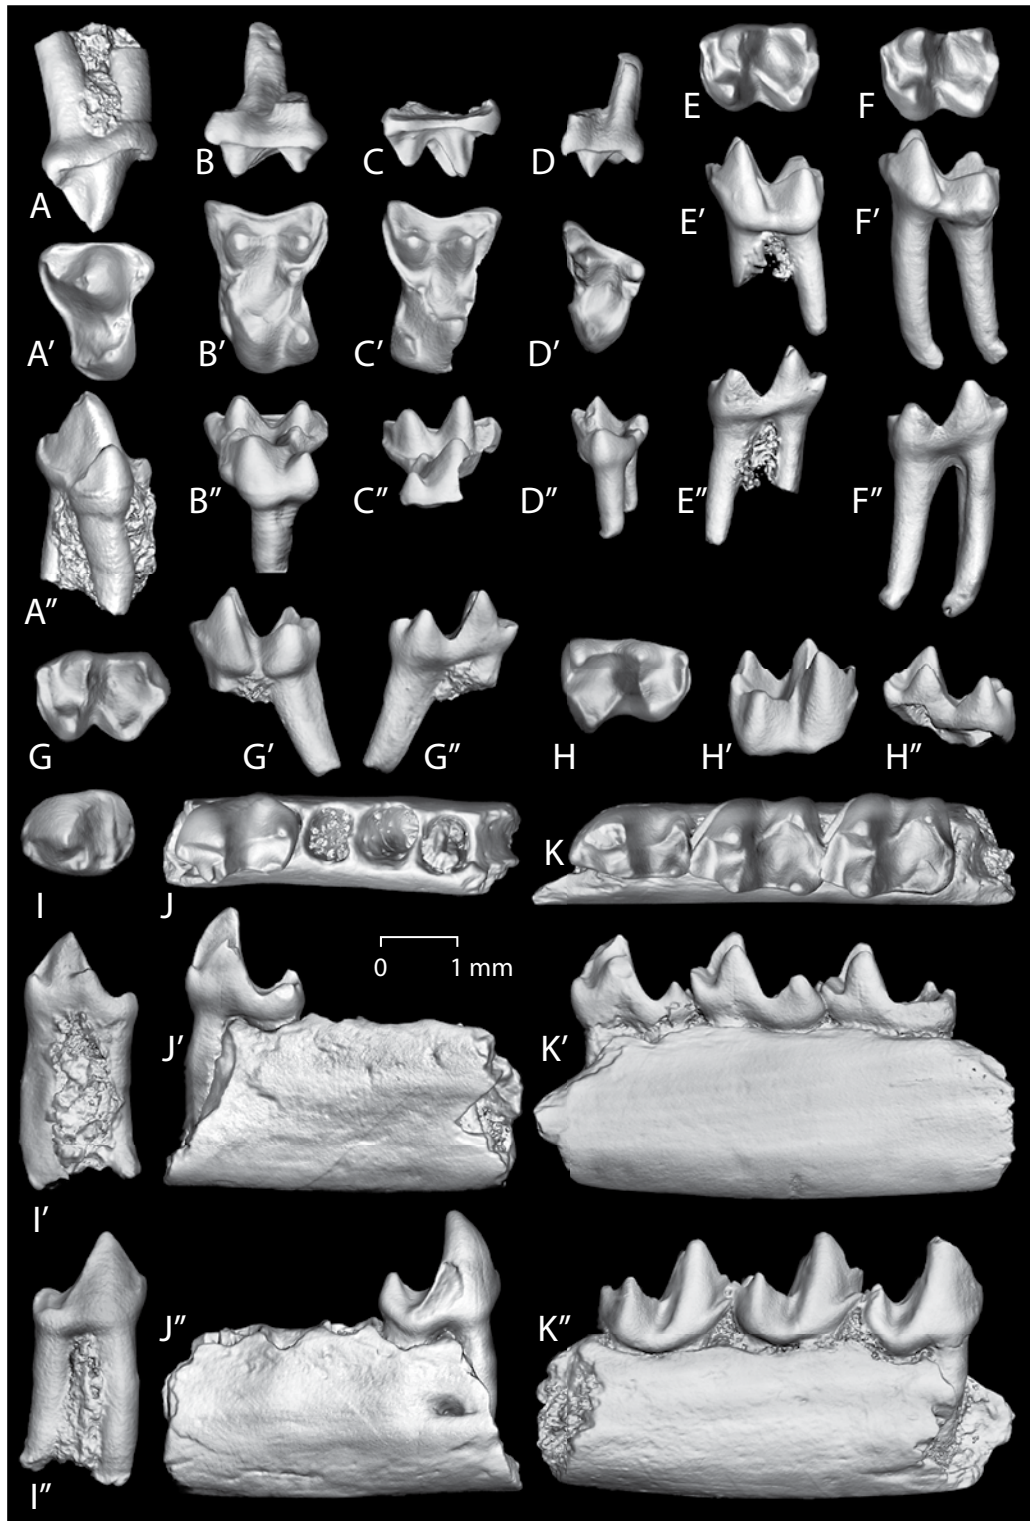 E F
B C D
A
E′ F′
A′ B′ C′ D′
B″ C″ D″ E″ F″
A″
G G′ G″ H H′ H″
K
I J
0 1 mm
J′ K′
I′
J″ K″
I″